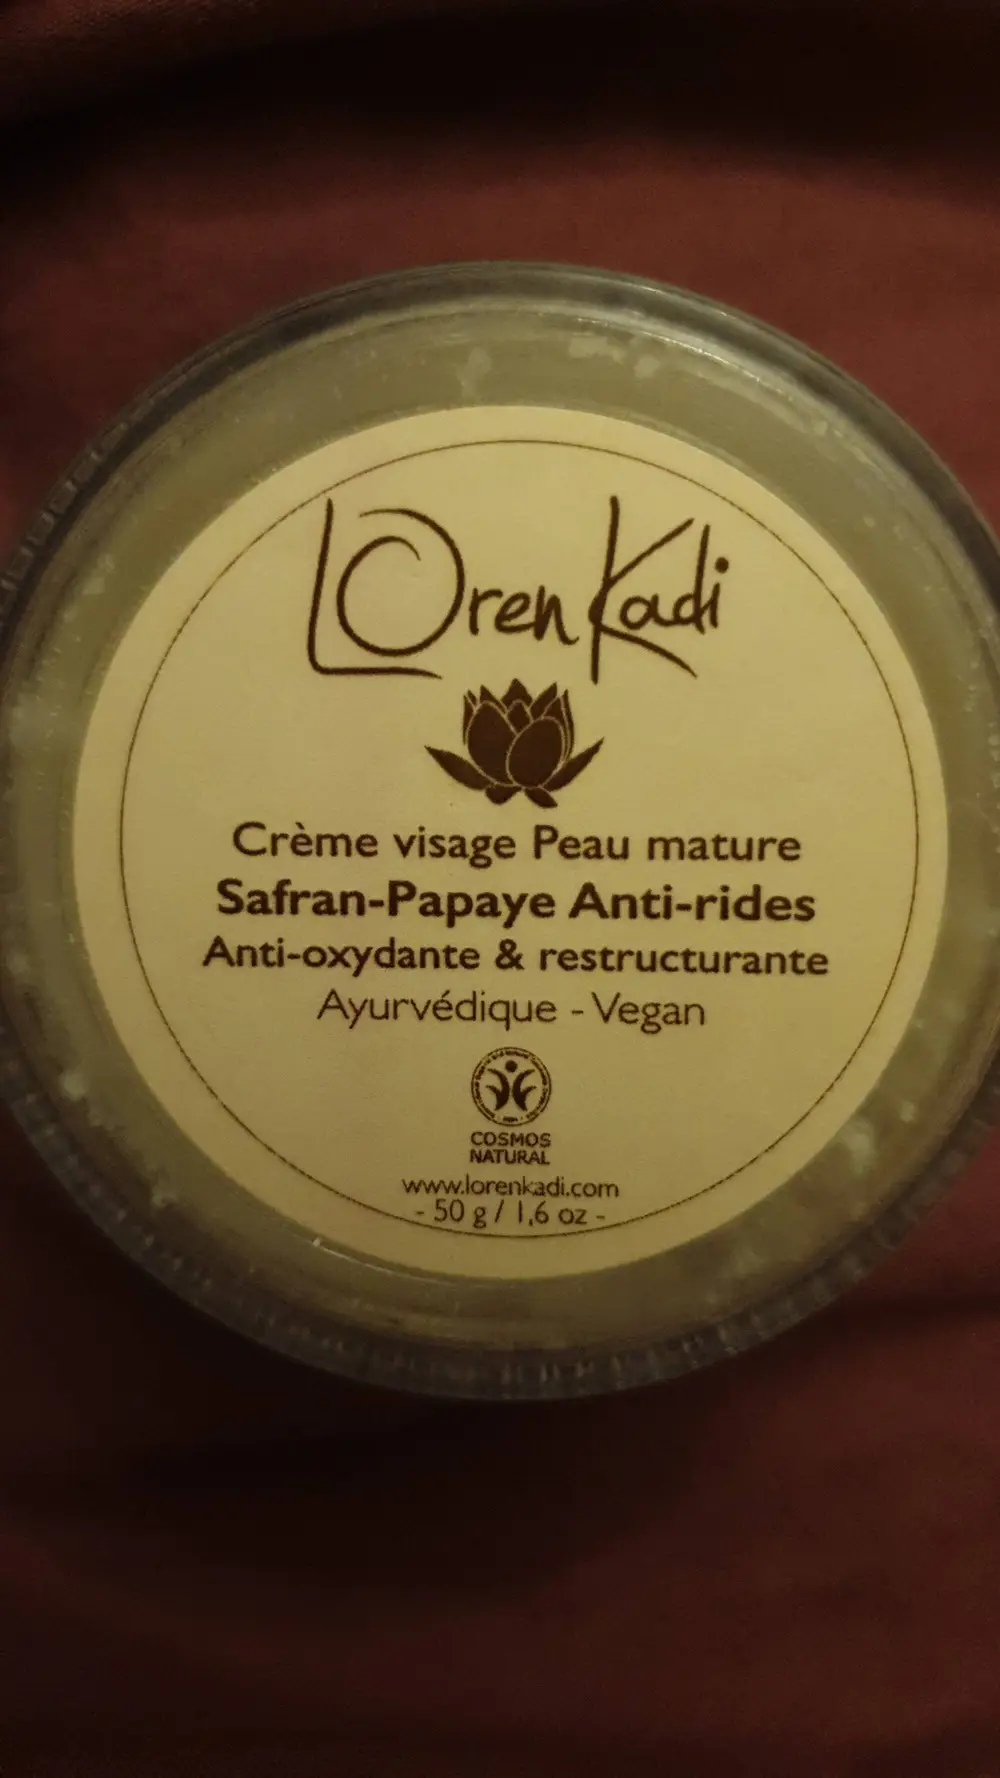 Loren Kadi
Crème visage Peau mature
Safran-Papaye Anti-rides
Anti-oxydante & restructurante
Ayurvédique - Vegan
COSMOS
NATURAL
www.lorenkadi.com
- 50 g / 1,6 oz -